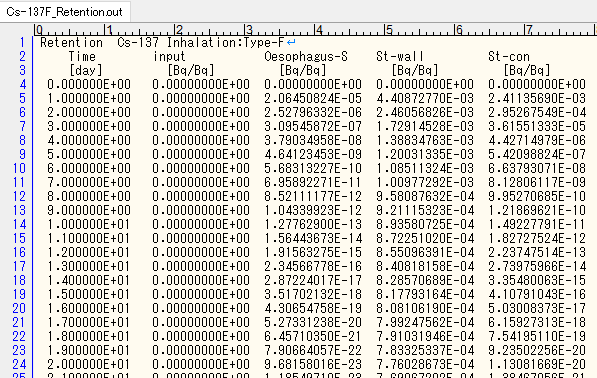 Cs-137F_Retention.out
0 1 2 3 4 5 6 7
1 Retention Cs-137 Inhalation:Type-F↵
2 Time input Oesophagus-S St-wall St-con
3 [day] [Bq/Bq] [Bq/Bq] [Bq/Bq] [Bq/Bq]
4 0.000000E+00 0.00000000E+00 0.00000000E+00 0.00000000E+00 0.00000000E+00
5 1.000000E+00 0.00000000E+00 2.06450824E-05 4.40872770E-03 2.41135690E-03
6 2.000000E+00 0.00000000E+00 2.52796332E-06 2.46056826E-03 2.95267549E-04
7 3.000000E+00 0.00000000E+00 3.09545872E-07 1.72914528E-03 3.61551333E-05
8 4.000000E+00 0.00000000E+00 3.79034958E-08 1.38834763E-03 4.42714979E-06
9 5.000000E+00 0.00000000E+00 4.64123453E-09 1.20031335E-03 5.42098824E-07
10 6.000000E+00 0.00000000E+00 5.68313227E-10 1.08511324E-03 6.63793071E-08
11 7.000000E+00 0.00000000E+00 6.95892271E-11 1.00977292E-03 8.12806117E-09
12 8.000000E+00 0.00000000E+00 8.52111177E-12 9.58087632E-04 9.95270685E-10
13 9.000000E+00 0.00000000E+00 1.04339923E-12 9.21115323E-04 1.21869621E-10
14 1.000000E+01 0.00000000E+00 1.27762900E-13 8.93580725E-04 1.49227791E-11
15 1.100000E+01 0.00000000E+00 1.56443673E-14 8.72251020E-04 1.82727524E-12
16 1.200000E+01 0.00000000E+00 1.91563275E-15 8.55096391E-04 2.23747514E-13
17 1.300000E+01 0.00000000E+00 2.34566778E-16 8.40818158E-04 2.73975966E-14
18 1.400000E+01 0.00000000E+00 2.87224017E-17 8.28570689E-04 3.35480063E-15
19 1.500000E+01 0.00000000E+00 3.51702132E-18 8.17793164E-04 4.10791043E-16
20 1.600000E+01 0.00000000E+00 4.30654758E-19 8.08106190E-04 5.03008373E-17
21 1.700000E+01 0.00000000E+00 5.27331238E-20 7.99247562E-04 6.15927313E-18
22 1.800000E+01 0.00000000E+00 6.45710350E-21 7.91031946E-04 7.54195110E-19
23 1.900000E+01 0.00000000E+00 7.90664057E-22 7.83325337E-04 9.23502256E-20
24 2.000000E+01 0.00000000E+00 9.68158016E-23 7.76028673E-04 1.13081669E-20